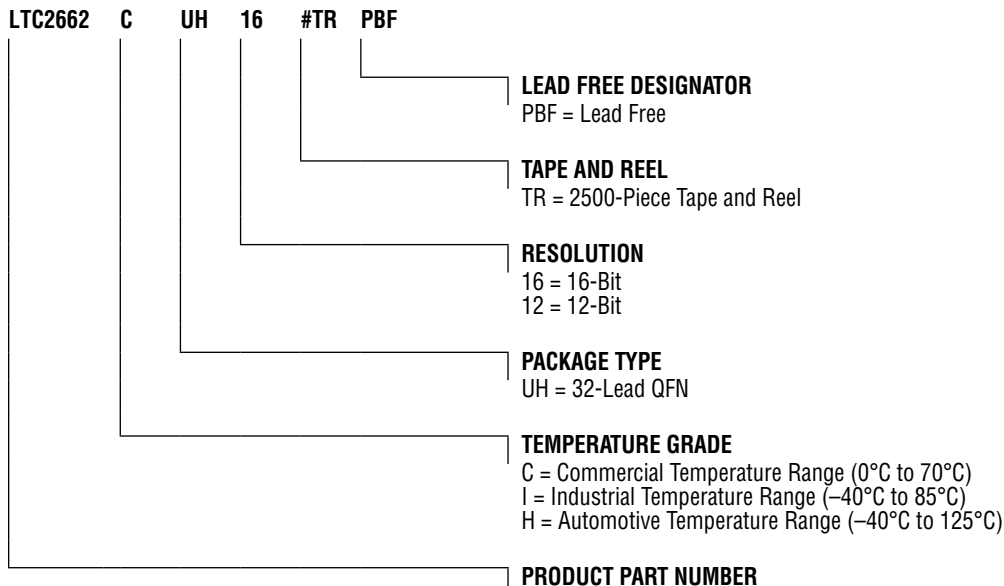 LTC2662 C UH 16 #TR PBF
LEAD FREE DESIGNATOR
PBF = Lead Free
TAPE AND REEL
TR = 2500-Piece Tape and Reel
RESOLUTION
16 = 16-Bit
12 = 12-Bit
PACKAGE TYPE
UH = 32-Lead QFN
TEMPERATURE GRADE
C = Commercial Temperature Range (0°C to 70°C)
I = Industrial Temperature Range (–40°C to 85°C)
H = Automotive Temperature Range (–40°C to 125°C)
PRODUCT PART NUMBER